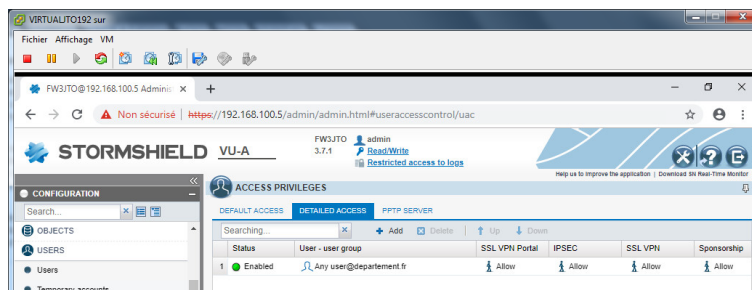 VIRTUALJTO192 sur
Fichier Affichage VM
FW3JTO@192.168.100.5 Adminis
Non sécurisé | https://192.168.100.5/admin/admin.html#useraccesscontrol/uac
STORMSHIELD VU-A
FW3JTO admin
3.7.1 Read/Write
Restricted access to logs
Help us to improve the application | Download SN Real-Time Monitor
CONFIGURATION
ACCESS PRIVILEGES
Search...
DEFAULT ACCESS DETAILED ACCESS PPTP SERVER
OBJECTS
Searching... Add Delete Up Down
USERS
Status User - user group SSL VPN Portal IPSEC SSL VPN Sponsorship
Users
1 Enabled Any user@departement.fr Allow Allow Allow Allow
Temporary accounts